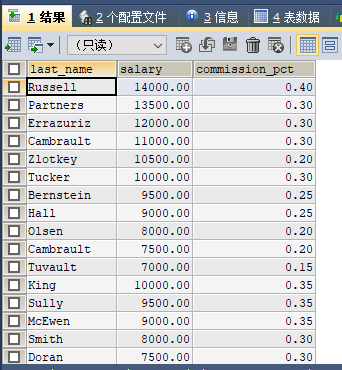 1 结果 2 个配置文件 3 信息 4 表数据
（只读）
last_name salary commission_pct
Russell 14000.00 0.40
Partners 13500.00 0.30
Errazuriz 12000.00 0.30
Cambrault 11000.00 0.30
Zlotkey 10500.00 0.20
Tucker 10000.00 0.30
Bernstein 9500.00 0.25
Hall 9000.00 0.25
Olsen 8000.00 0.20
Cambrault 7500.00 0.20
Tuvault 7000.00 0.15
King 10000.00 0.35
Sully 9500.00 0.35
McEwen 9000.00 0.35
Smith 8000.00 0.30
Doran 7500.00 0.30